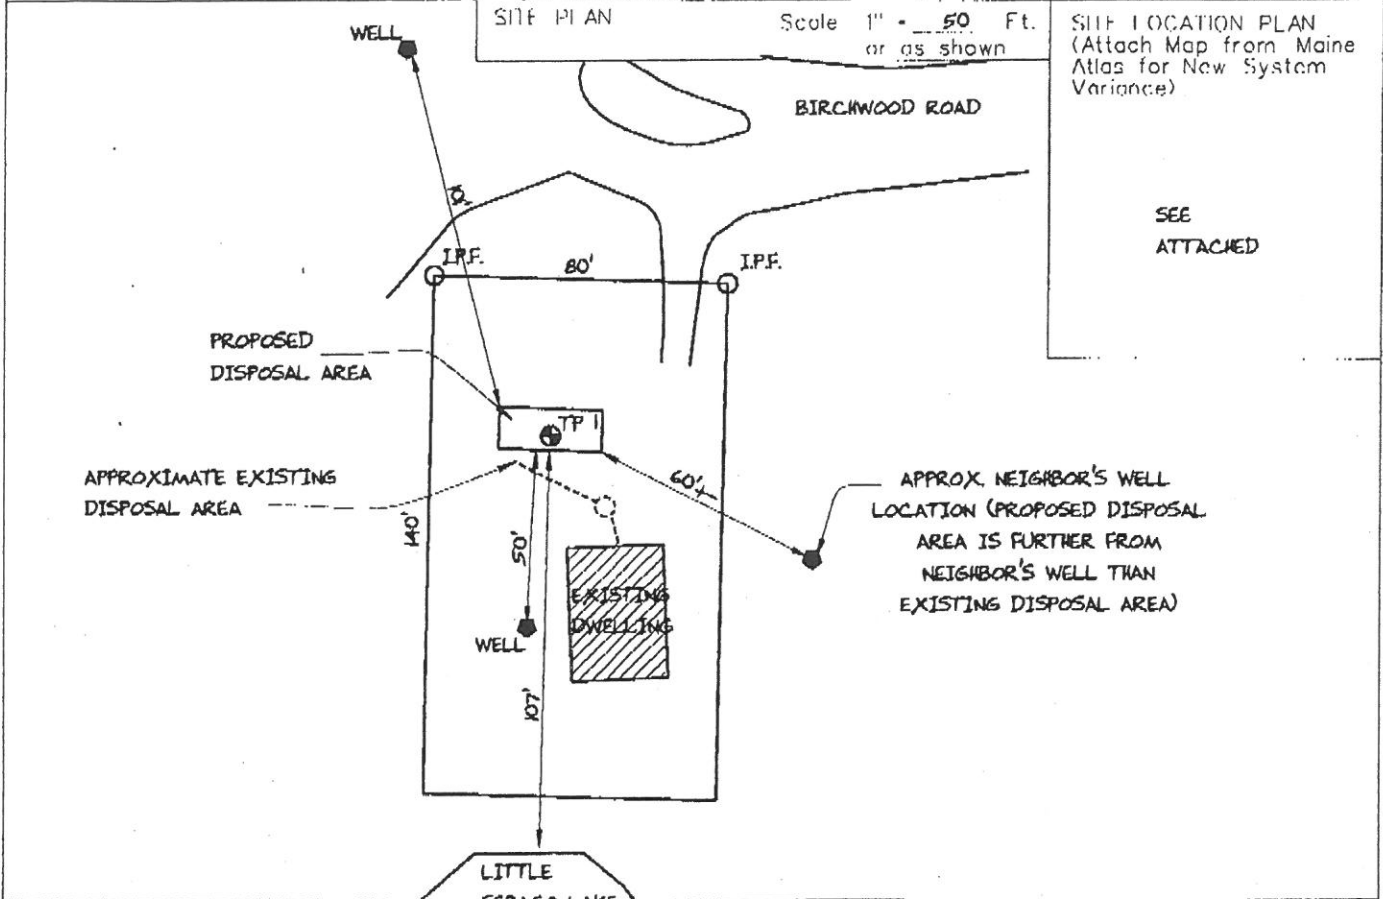 SITE PLAN
Scale 1" - 50 Ft.
or as shown
SITE LOCATION PLAN
(Attach Map from Maine
Atlas for New System
Variance)
WELL
BIRCHWOOD ROAD
SEE
ATTACHED
I.P.F.
80'
I.P.F.
PROPOSED
DISPOSAL AREA
TP 1
APPROXIMATE EXISTING
DISPOSAL AREA
140'
50'
60'
APPROX. NEIGHBOR'S WELL
LOCATION (PROPOSED DISPOSAL
AREA IS FURTHER FROM
NEIGHBOR'S WELL THAN
EXISTING DISPOSAL AREA)
EXISTING
DWELLING
WELL
107'
LITTLE